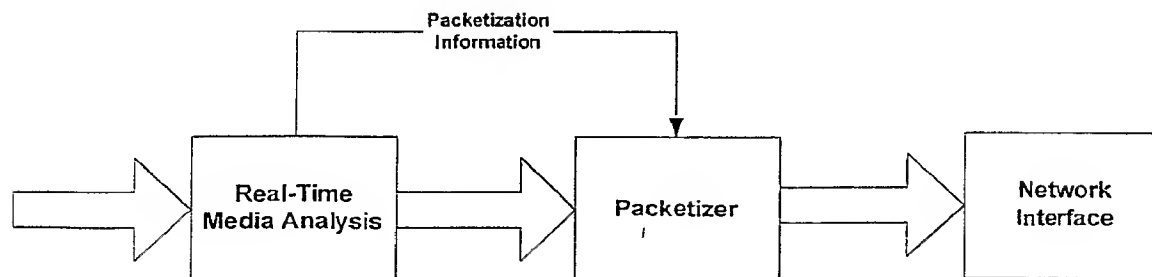 Packetization
Information
Real-Time
Media Analysis
Packetizer
Network
Interface